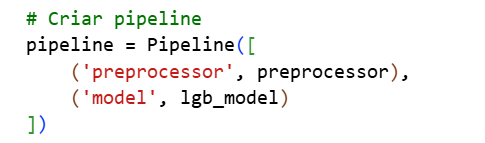 # Criar pipeline
pipeline = Pipeline([
    ('preprocessor', preprocessor),
    ('model', lgb_model)
])